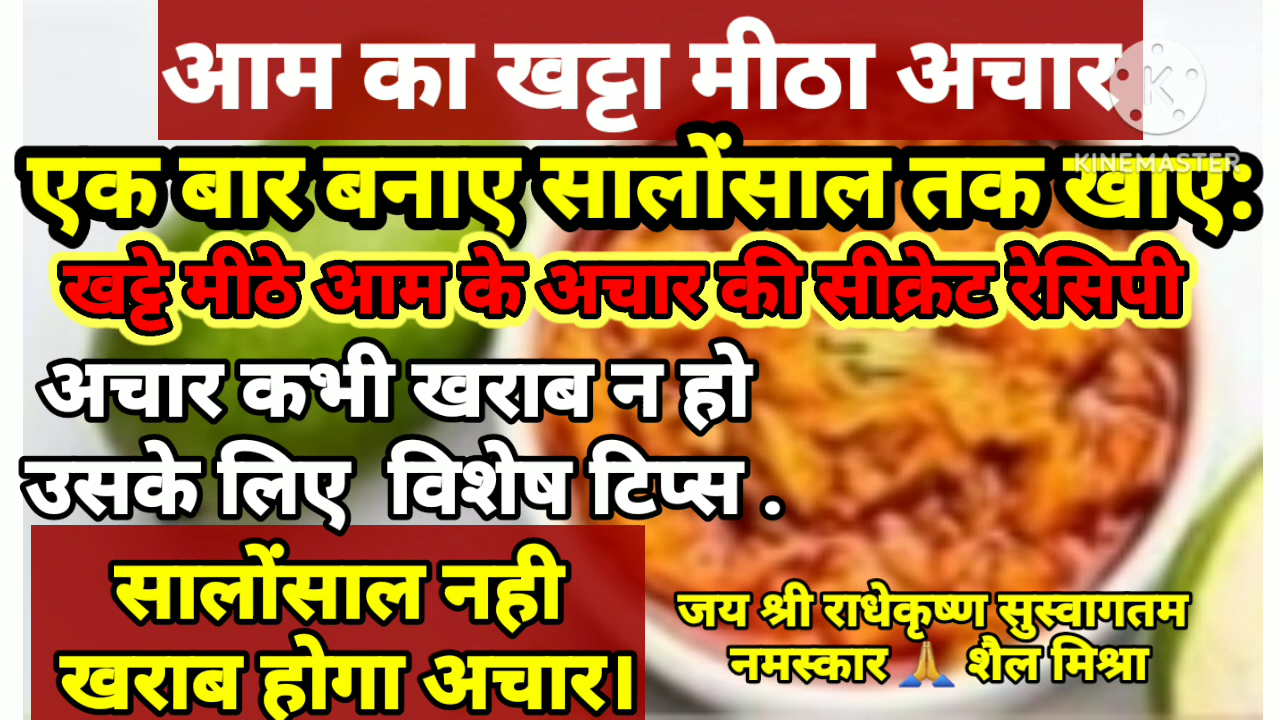 आम का खट्टा मीठा अचार
K
KINEMASTER
एक बार बनाए सालोंसाल तक खाए:
खट्टे मीठे आम के अचार की सीक्रेट रेसिपी
अचार कभी खराब न हो
उसके लिए विशेष टिप्स .
सालोंसाल नही
खराब होगा अचार।
जय श्री राधेकृष्ण सुस्वागतम
नमस्कार 🙏 शैल मिश्रा